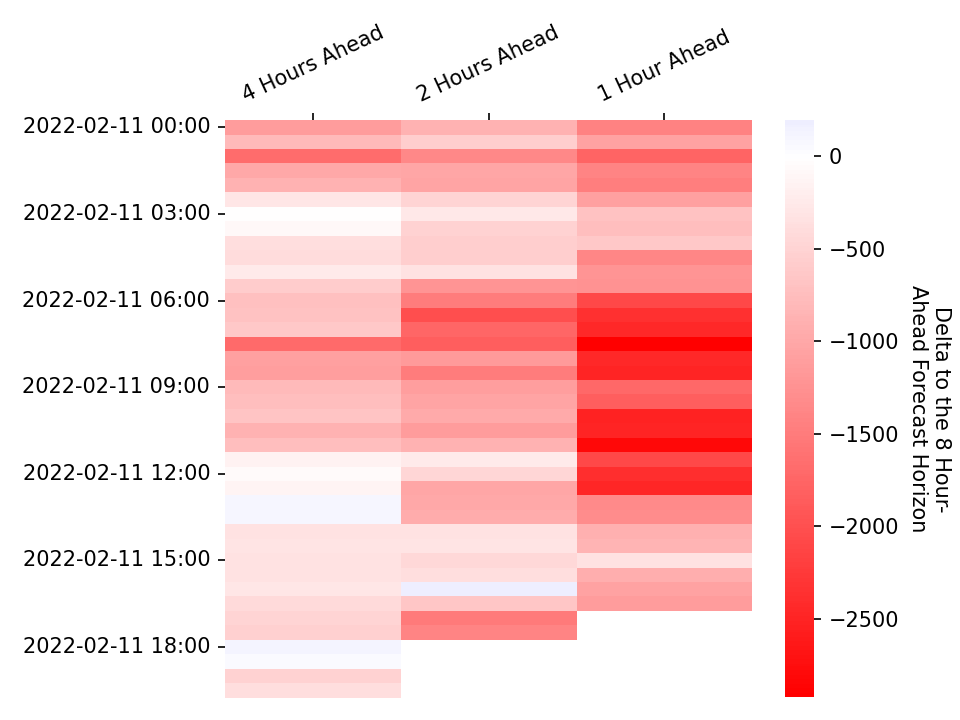 4 Hours Ahead
2 Hours Ahead
1 Hour Ahead
2022-02-11 00:00
2022-02-11 03:00
2022-02-11 06:00
2022-02-11 09:00
2022-02-11 12:00
2022-02-11 15:00
2022-02-11 18:00
0
−500
−1000
−1500
−2000
−2500
Delta to the 8 Hour-
Ahead Forecast Horizon